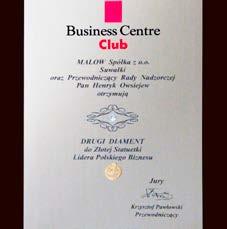 Business Centre
Club
MALOW Spółka z o.o.
Suwałki
oraz Przewodniczący Rady Nadzorczej
Pan Henryk Owsiejew
otrzymują
DRUGI DIAMENT
do Złotej Statuetki
Lidera Polskiego Biznesu
Jury
Krzysztof Pawłowski
Przewodniczący